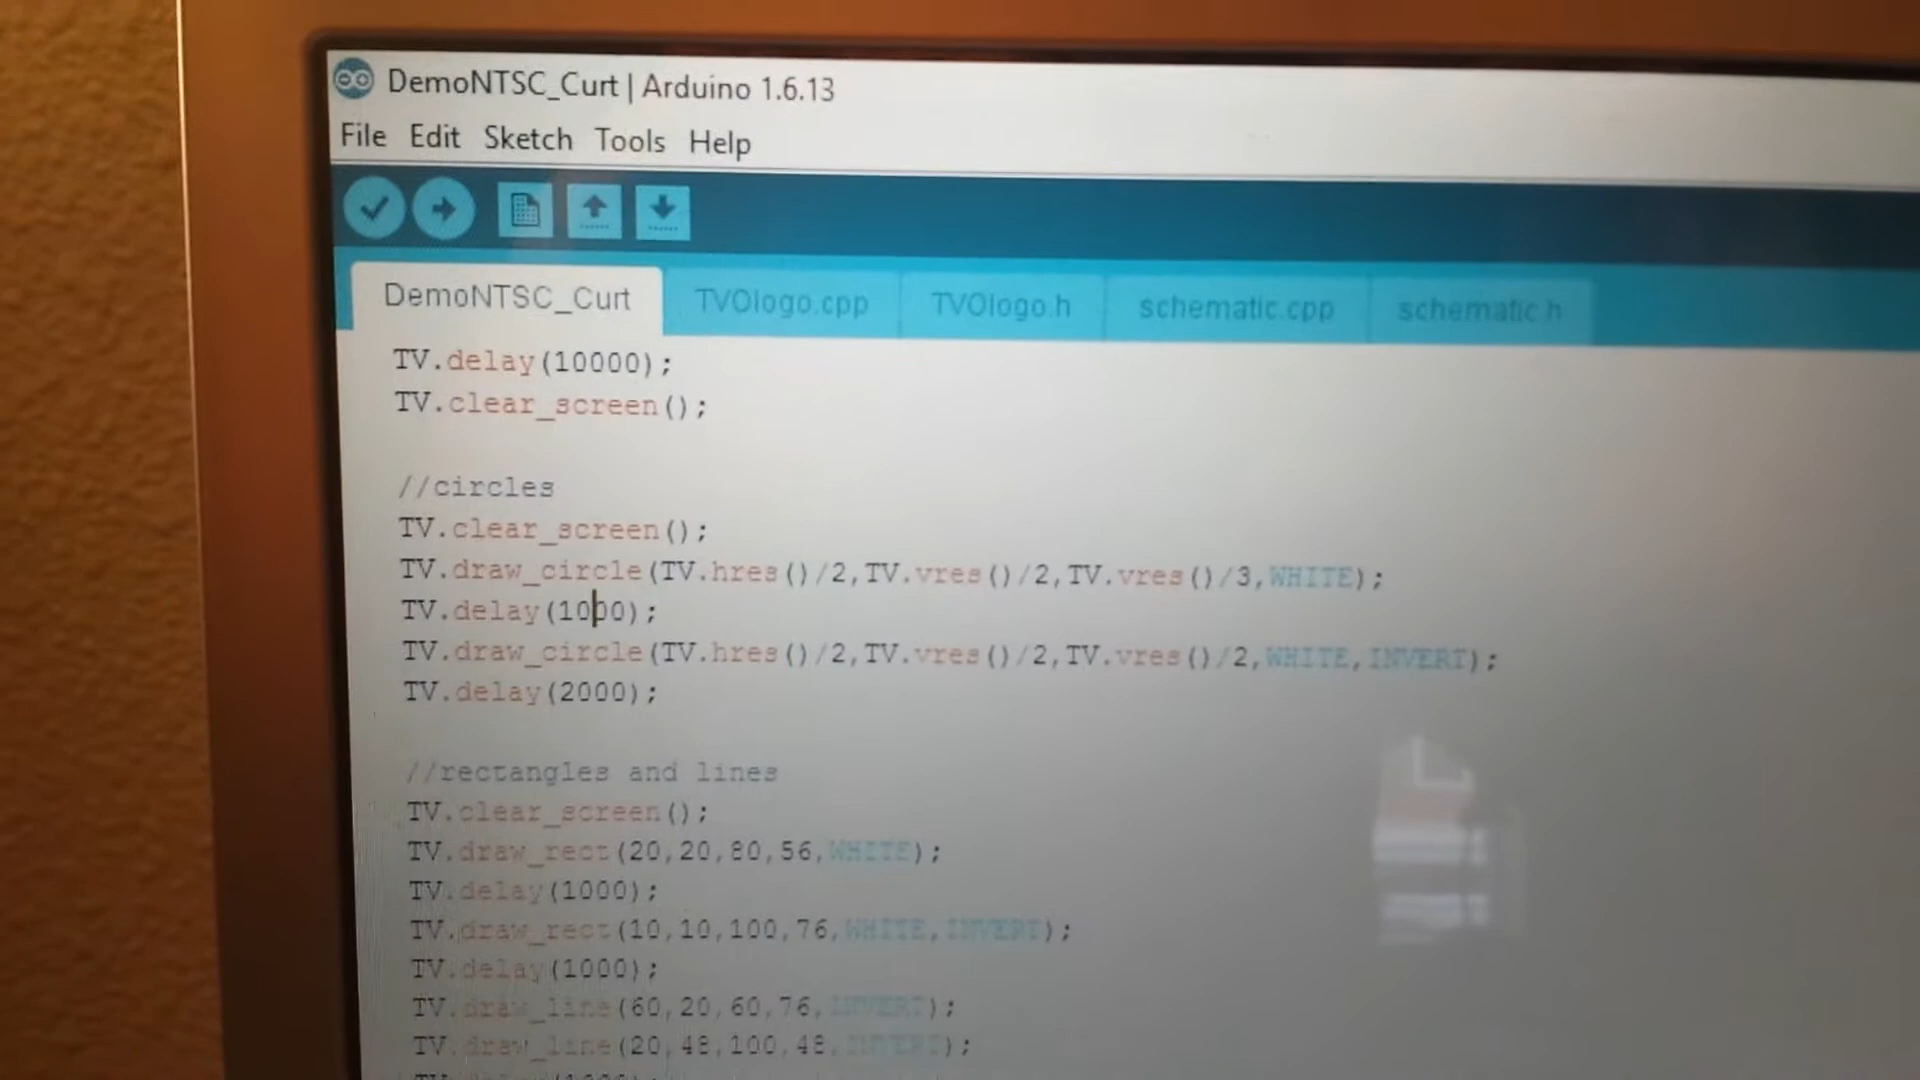 DemoNTSC_Curt | Arduino 1.6.13
File Edit Sketch Tools Help
DemoNTSC_Curt TVOlogo.cpp TVOlogo.h schematic.cpp schematic.h
TV.delay(10000);
TV.clear_screen();
//circles
TV.clear_screen();
TV.draw_circle(TV.hres()/2,TV.vres()/2,TV.vres()/3,WHITE);
TV.delay(1000);
TV.draw_circle(TV.hres()/2,TV.vres()/2,TV.vres()/2,WHITE,INVERT);
TV.delay(2000);
//rectangles and lines
TV.clear_screen();
TV.draw_rect(20,20,80,56,WHITE);
TV.delay(1000);
TV.draw_rect(10,10,100,76,WHITE,INVERT);
TV.delay(1000);
TV.draw_line(60,20,60,76,INVERT);
TV.draw_line(20,48,100,48,INVERT);